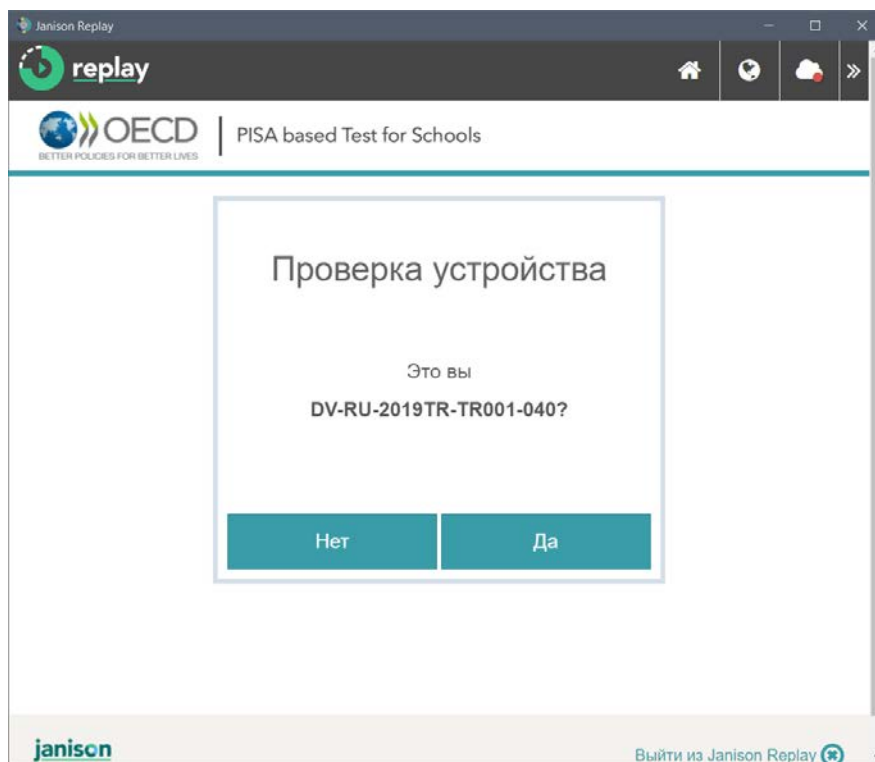 Janison Replay
replay
OECD
BETTER POLICIES FOR BETTER LIVES
PISA based Test for Schools
Проверка устройства
Это вы
DV-RU-2019TR-TR001-040?
Нет
Да
janison
Выйти из Janison Replay